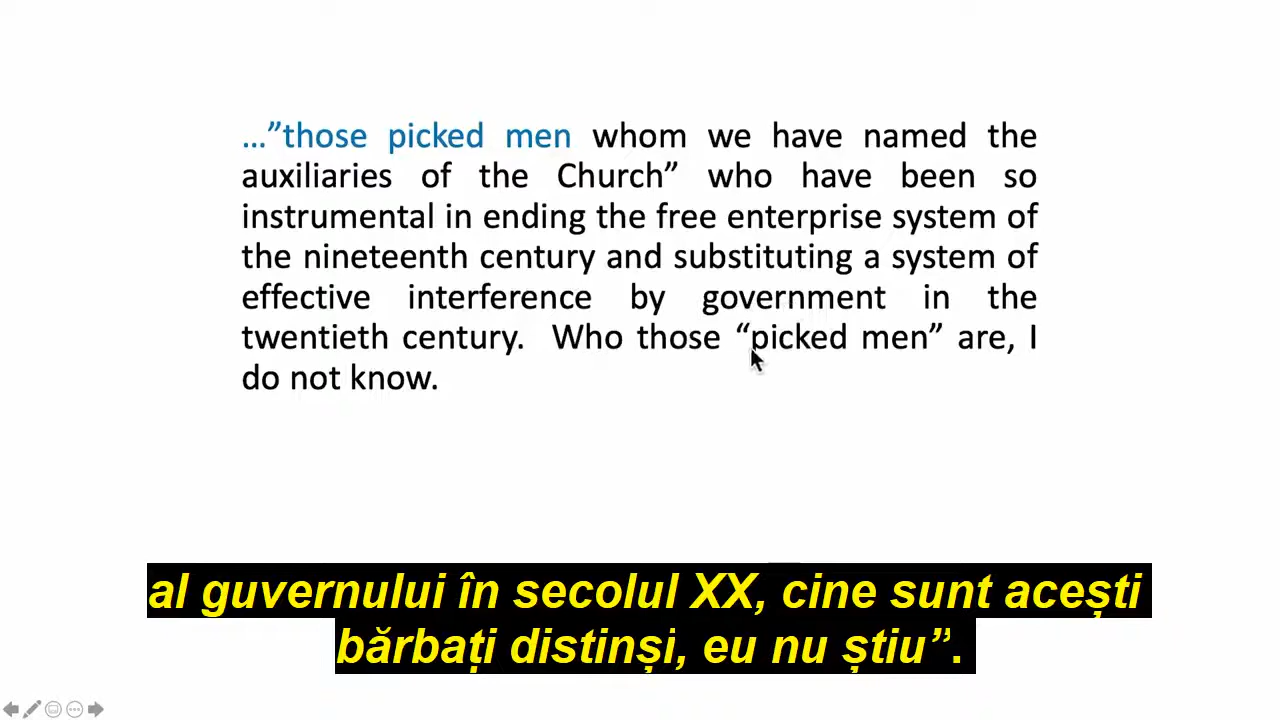 …”those picked men whom we have named the
auxiliaries of the Church” who have been so
instrumental in ending the free enterprise system of
the nineteenth century and substituting a system of
effective interference by government in the
twentieth century.  Who those “picked men” are, I
do not know.
al guvernului în secolul XX, cine sunt acești
bărbați distinși, eu nu știu”.